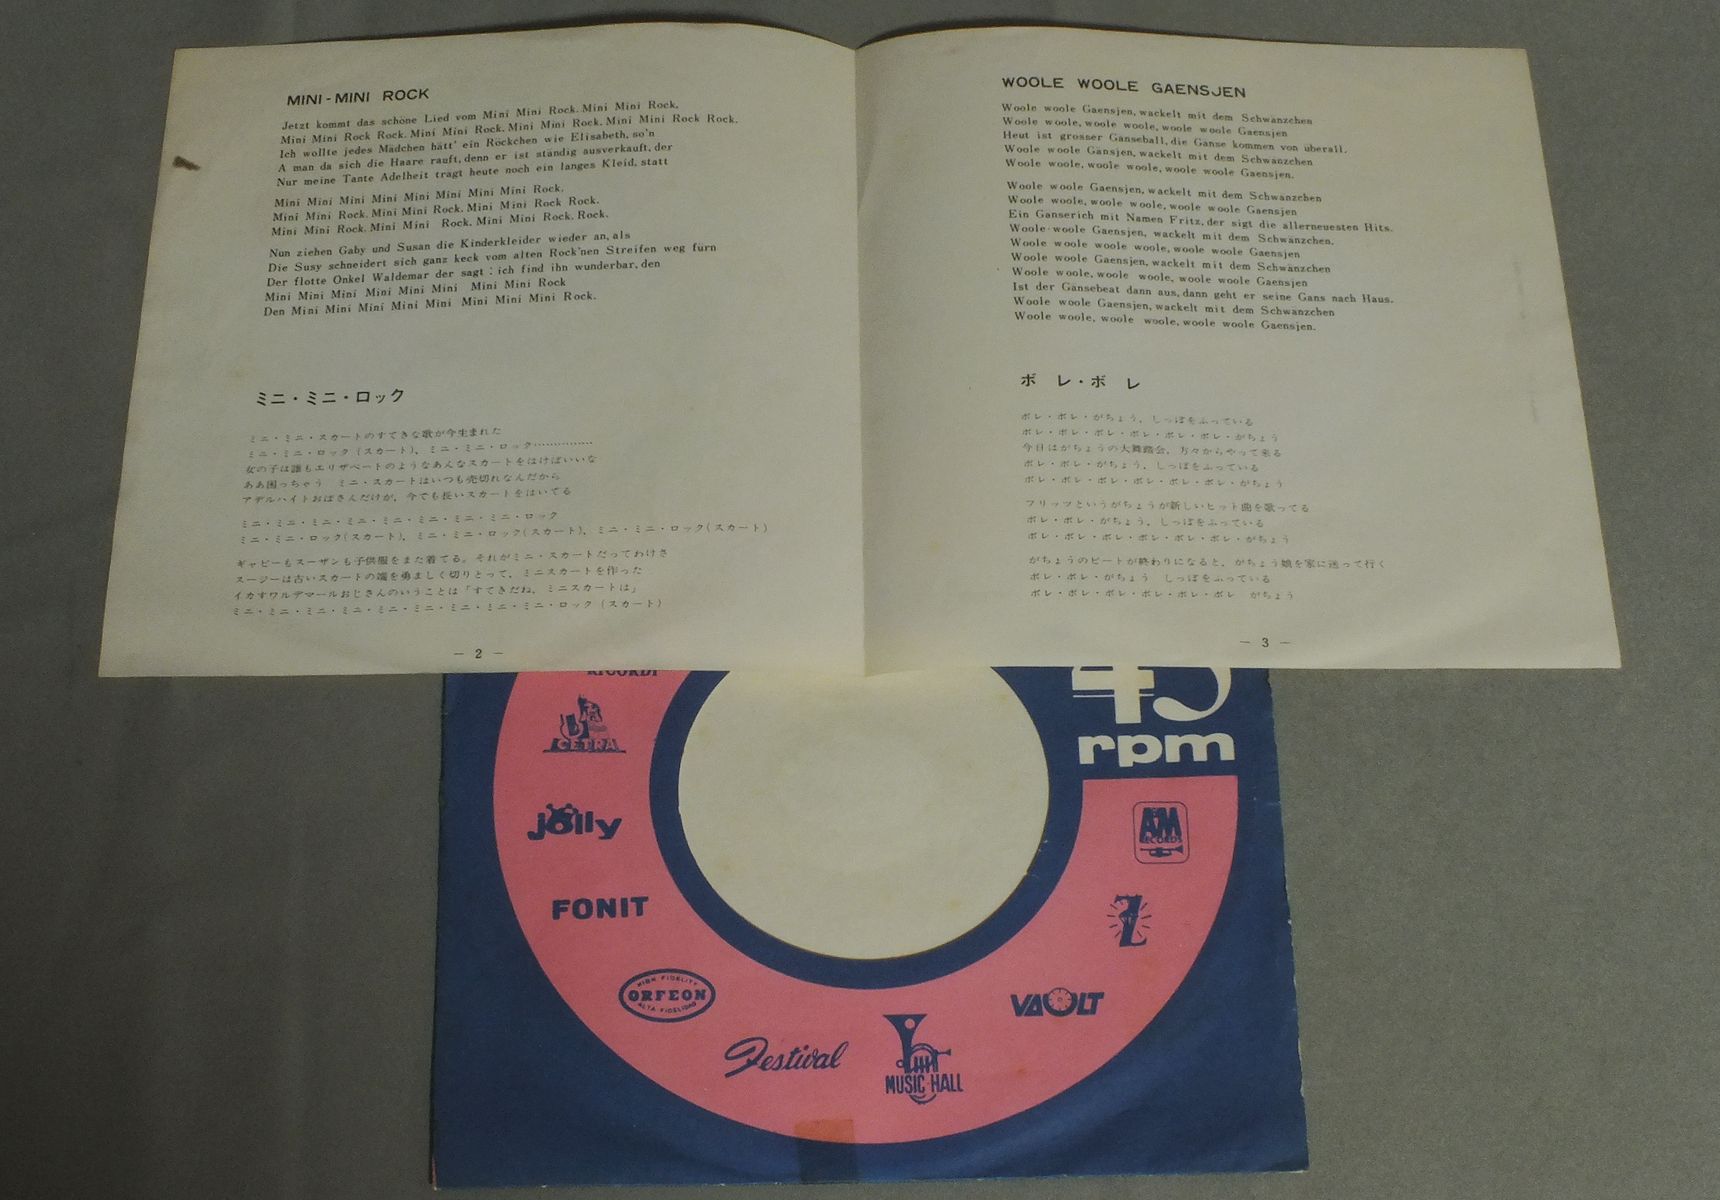 MINI-MINI ROCK
Jetzt kommt das schöne Lied vom Mini Mini Rock. Mini Mini Rock,
Mini Mini Rock Rock. Mini Mini Rock. Mini Mini Rock. Mini Mini Rock Rock.
Ich wollte jedes Mädchen hätt' ein Röckchen wie Elisabeth, so'n
A man da sich die Haare rauft, denn er ist ständig ausverkauft, der
Nur meine Tante Adelheit tragt heute noch ein langes Kleid, statt
Mini Mini Mini Mini Mini Mini Mini Mini Rock.
Mini Mini Rock. Mini Mini Rock. Mini Mini Rock Rock.
Mini Mini Rock. Mini Mini Rock. Mini Mini Rock. Rock.
Nun ziehen Gaby und Susan die Kinderkleider wieder an, als
Die Susy schneidert sich ganz keck vom alten Rock'nen Streifen weg furn
Der flotte Onkel Waldemar der sagt : ich find ihn wunderbar, den
Mini Mini Mini Mini Mini Mini Mini Mini Rock
Den Mini Mini Mini Mini Mini Mini Mini Mini Rock.
ミニ・ミニ・ロック
ミニ・ミニ・スカートのすてきな歌が今生まれた
ミニ・ミニ・ロック(スカート)、ミニ・ミニ・ロック……………
女の子は誰もエリザベートのようなあんなスカートをはけばいいな
ああ困っちゃう ミニ・スカートはいつも売切れなんだから
アデルハイトおばさんだけが、今でも長いスカートをはいてる
ミニ・ミニ・ミニ・ミニ・ミニ・ミニ・ミニ・ミニ・ロック
ミニ・ミニ・ロック(スカート)、ミニ・ミニ・ロック(スカート)、ミニ・ミニ・ロック(スカート)
ギャビーもスーザンも子供服をまた着てる。それがミニ・スカートだってわけさ
スージーは古いスカートの端を勇ましく切りとって、ミニスカートを作った
イカすワルデマールおじさんのいうことは「すてきだね、ミニスカートは」
ミニ・ミニ・ミニ・ミニ・ミニ・ミニ・ミニ・ミニ・ミニ・ロック(スカート)
— 2 —
WOOLE WOOLE GAENSJEN
Woole woole Gaensjen, wackelt mit dem Schwanzchen
Woole woole, woole woole, woole woole Gaensjen
Heut ist grosser Gänseball, die Gänse kommen von überall.
Woole woole Gänsjen, wackelt mit dem Schwänzchen
Woole woole, woole woole, woole woole Gaensjen.
Woole woole Gaensjen, wackelt mit dem Schwänzchen
Woole woole, woole woole, woole woole Gaensjen
Ein Ganserich mit Namen Fritz, der sigt die allerneuesten Hits.
Woole woole Gaensjen, wackelt mit dem Schwänzchen.
Woole woole woole woole, woole woole Gaensjen
Woole woole Gaensjen, wackelt mit dem Schwänzchen
Woole woole, woole woole, woole woole Gaensjen
Ist der Gänsebeat dann aus, dann geht er seine Gans nach Haus.
Woole woole Gaensjen, wackelt mit dem Schwänzchen
Woole woole, woole woole, woole woole Gaensjen.
ボレ・ボレ
ボレ・ボレ・がちょう、しっぽをふっている
ボレ・ボレ・ボレ・ボレ・ボレ・ボレ・がちょう
今日はがちょうの大舞踏会、方々からやって来る
ボレ・ボレ・がちょう、しっぽをふっている
ボレ・ボレ・ボレ・ボレ・ボレ・ボレ・がちょう
フリッツというがちょうが新しいヒット曲を歌ってる
ボレ・ボレ・がちょう、しっぽをふっている
ボレ・ボレ・ボレ・ボレ・ボレ・ボレ・がちょう
がちょうのビートが終わりになると、がちょう娘を家に送って行く
ボレ・ボレ・がちょう しっぽをふっている
ボレ・ボレ・ボレ・ボレ・ボレ・ボレ がちょう
— 3 —
RICORDI
CETRA
jolly
FONIT
HIGH FIDELITY
ORFEON
ALTA FIDELIDAD
Festival
MUSIC-HALL
VAULT
Z
A&M
RECORDS
45
rpm